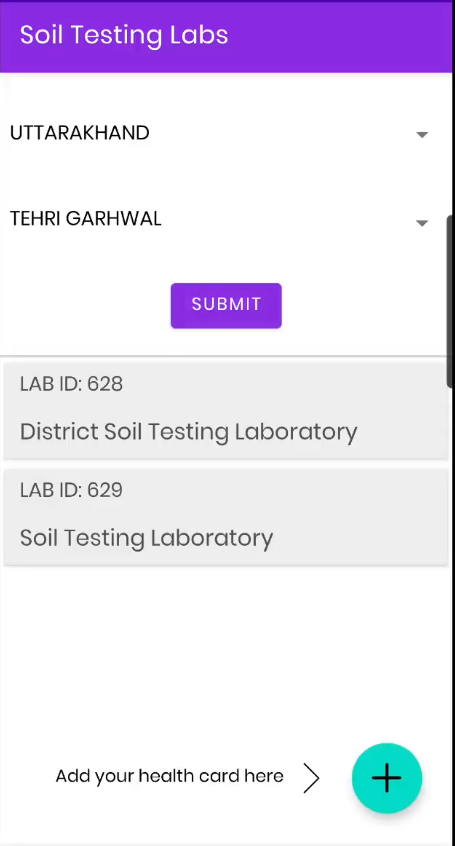 Soil Testing Labs
UTTARAKHAND
TEHRI GARHWAL
SUBMIT
LAB ID: 628
District Soil Testing Laboratory
LAB ID: 629
Soil Testing Laboratory
Add your health card here